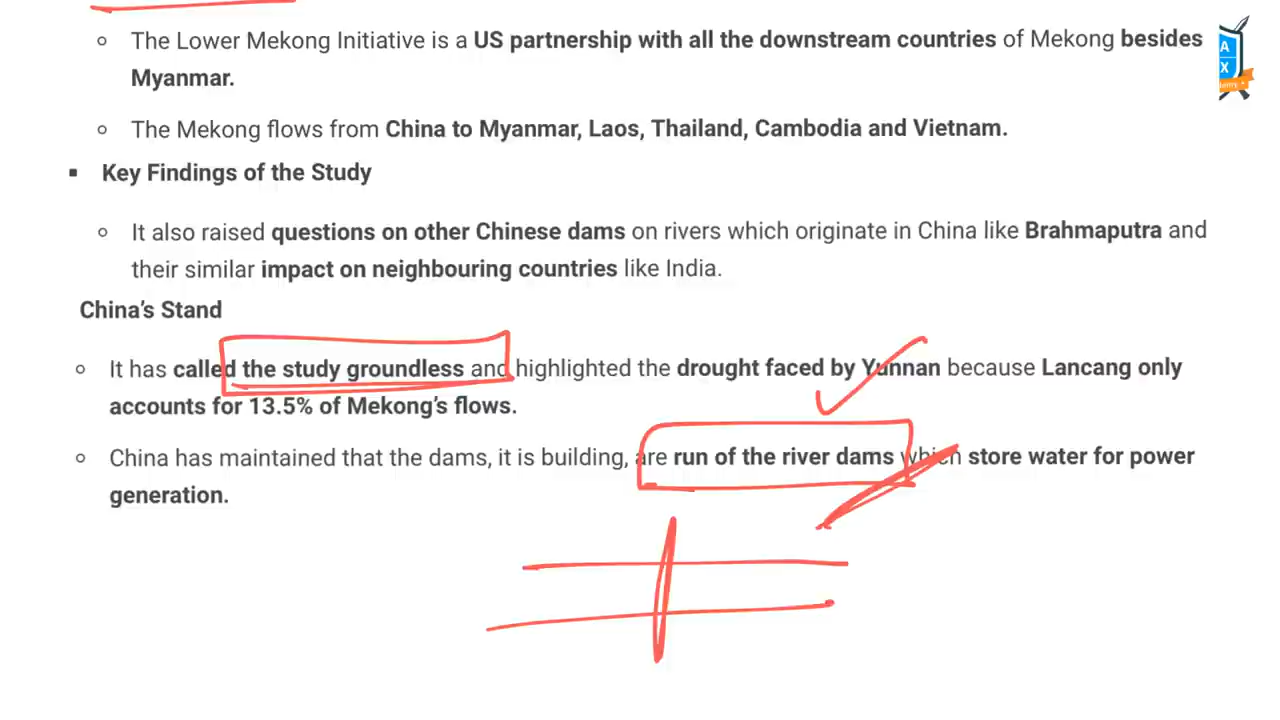 The Lower Mekong Initiative is a US partnership with all the downstream countries of Mekong besides
Myanmar.
The Mekong flows from China to Myanmar, Laos, Thailand, Cambodia and Vietnam.
Key Findings of the Study
It also raised questions on other Chinese dams on rivers which originate in China like Brahmaputra and
their similar impact on neighbouring countries like India.
China's Stand
It has called the study groundless and highlighted the drought faced by Yunnan because Lancang only
accounts for 13.5% of Mekong's flows.
China has maintained that the dams, it is building, are run of the river dams which store water for power
generation.
A
X